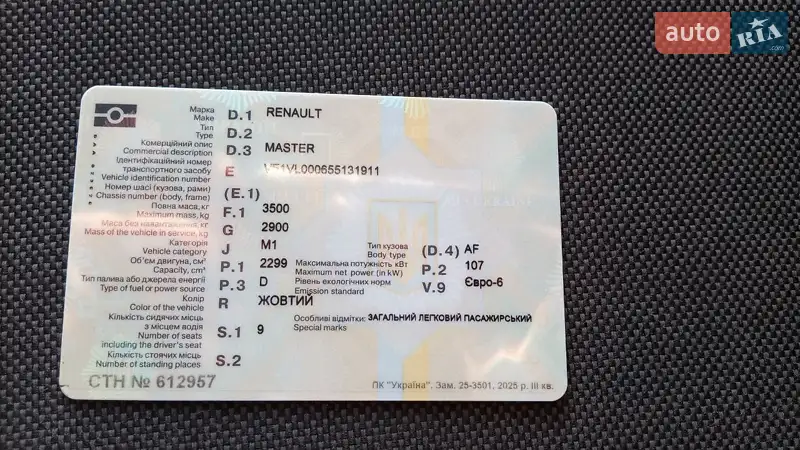 auto RIA.com
Марка
Make D.1 RENAULT
Тип
Type D.2
Комерційний опис
Commercial description D.3 MASTER
Ідентифікаційний номер
транспортного засобу E VF1VL000655131911
Vehicle identification number
Номер шасі (кузова, рами)
Chassis number (body, frame) (E.1)
Повна маса, кг
Maximum mass, kg F.1 3500
Маса без навантаження, кг
Mass of the vehicle in service, kg G 2900
Категорія
Vehicle category J M1
Тип кузова
Body type (D.4) AF
Об'єм двигуна, см³
Capacity, cm³ P.1 2299
Максимальна потужність кВт
Maximum net power (in kW) P.2 107
Тип палива або джерела енергії
Type of fuel or power source P.3 D
Рівень екологічних норм
Emission standard V.9 Євро-6
Колір
Color of the vehicle R ЖОВТИЙ
Кількість сидячих місць
з місцем водія
Number of seats
including the driver's seat S.1 9
Особливі відмітки: ЗАГАЛЬНИЙ ЛЕГКОВИЙ ПАСАЖИРСЬКИЙ
Special marks
Кількість стоячих місць
Number of standing places S.2
СТН № 612957
ПК "Україна". Зам. 25-3501, 2025 р. III кв.